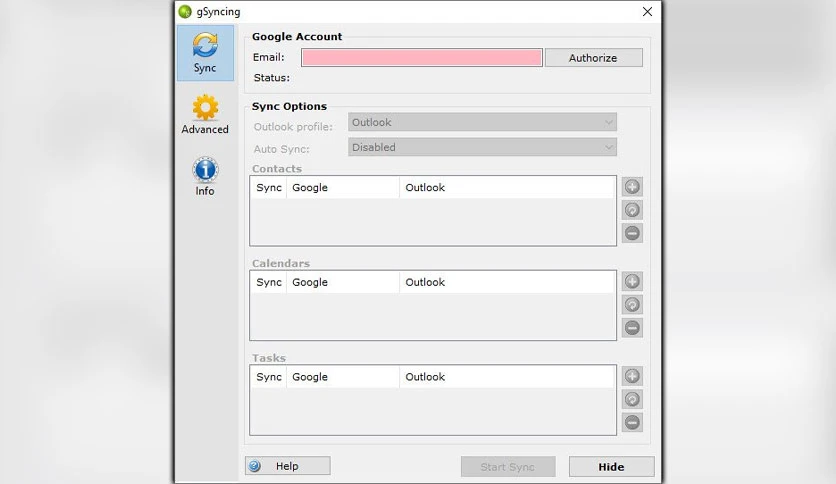 gSyncing
Sync
Advanced
Info
Google Account
Email:
Authorize
Status:
Sync Options
Outlook profile:
Outlook
Auto Sync:
Disabled
Contacts
Sync Google Outlook
Calendars
Sync Google Outlook
Tasks
Sync Google Outlook
Help
Start Sync
Hide